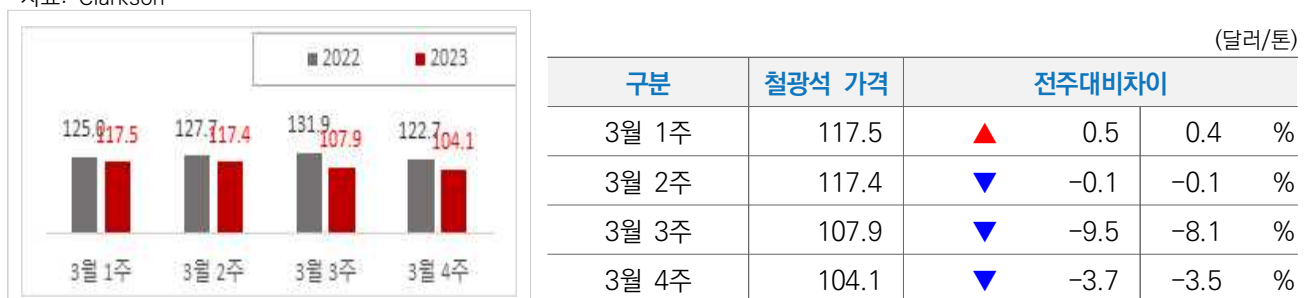 자료: Clarkson
■ 2022 ■ 2023
117.5 127.7 117.4 131.9 107.9 122.7 104.1
3월 1주 3월 2주 3월 3주 3월 4주
(달러/톤)
구분 철광석 가격 전주대비차이
3월 1주 117.5 ▲ 0.5 0.4 %
3월 2주 117.4 ▼ -0.1 -0.1 %
3월 3주 107.9 ▼ -9.5 -8.1 %
3월 4주 104.1 ▼ -3.7 -3.5 %